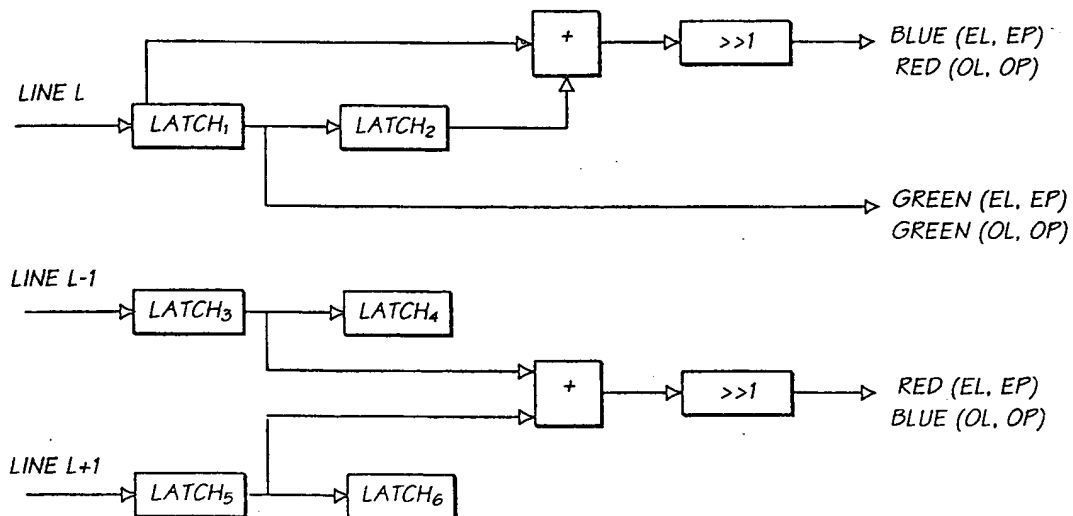 +
>>1
BLUE (EL, EP)
RED (OL, OP)
LINE L
LATCH₁
LATCH₂
GREEN (EL, EP)
GREEN (OL, OP)
LINE L-1
LATCH₃
LATCH₄
+
>>1
RED (EL, EP)
BLUE (OL, OP)
LINE L+1
LATCH₅
LATCH₆